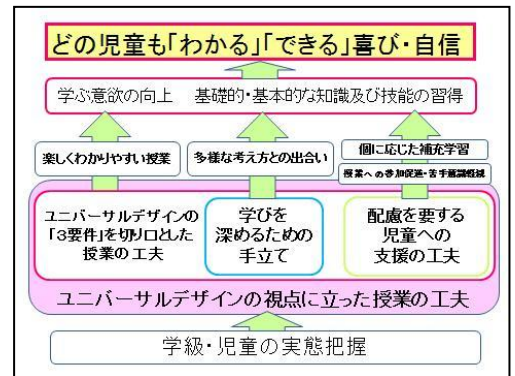 どの児童も「わかる」「できる」喜び・自信
学ぶ意欲の向上　基礎的・基本的な知識及び技能の習得
楽しくわかりやすい授業
多様な考え方との出合い
個に応じた補充学習
授業への参加促進・苦手意識軽減
ユニバーサルデザインの
「3要件」を切り口とした
授業の工夫
学びを
深めるための
手立て
配慮を要する
児童への
支援の工夫
ユニバーサルデザインの視点に立った授業の工夫
学級・児童の実態把握